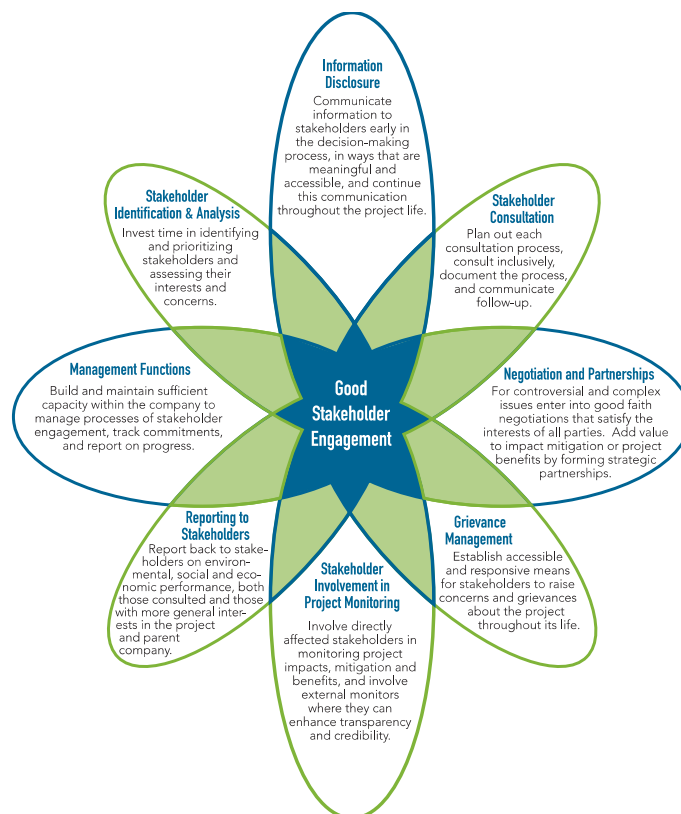 Information
Disclosure
Communicate
information to
stakeholders early in
the decision-making
process, in ways that are
meaningful and
accessible, and continue
this communication
throughout the project life.
Stakeholder
Consultation
Plan out each
consultation process,
consult inclusively,
document the process,
and communicate
follow-up.
Negotiation and Partnerships
For controversial and complex
issues enter into good faith
negotiations that satisfy the
interests of all parties.  Add value
to impact mitigation or project
benefits by forming strategic
partnerships.
Grievance
Management
Establish accessible
and responsive means
for stakeholders to raise
concerns and grievances
about the project
throughout its life.
Stakeholder
Involvement in
Project Monitoring
Involve directly
affected stakeholders in
monitoring project
impacts, mitigation and
benefits, and involve
external monitors
where they can
enhance transparency
and credibility.
Reporting to
Stakeholders
Report back to stake-
holders on environ-
mental, social and eco-
nomic performance, both
those consulted and those
with more general inter-
ests in the project
and parent
company.
Management Functions
Build and maintain sufficient
capacity within the company to
manage processes of stakeholder
engagement, track commitments,
and report on progress.
Stakeholder
Identification & Analysis
Invest time in identifying
and prioritizing
stakeholders and
assessing their
interests and
concerns.
Good
Stakeholder
Engagement